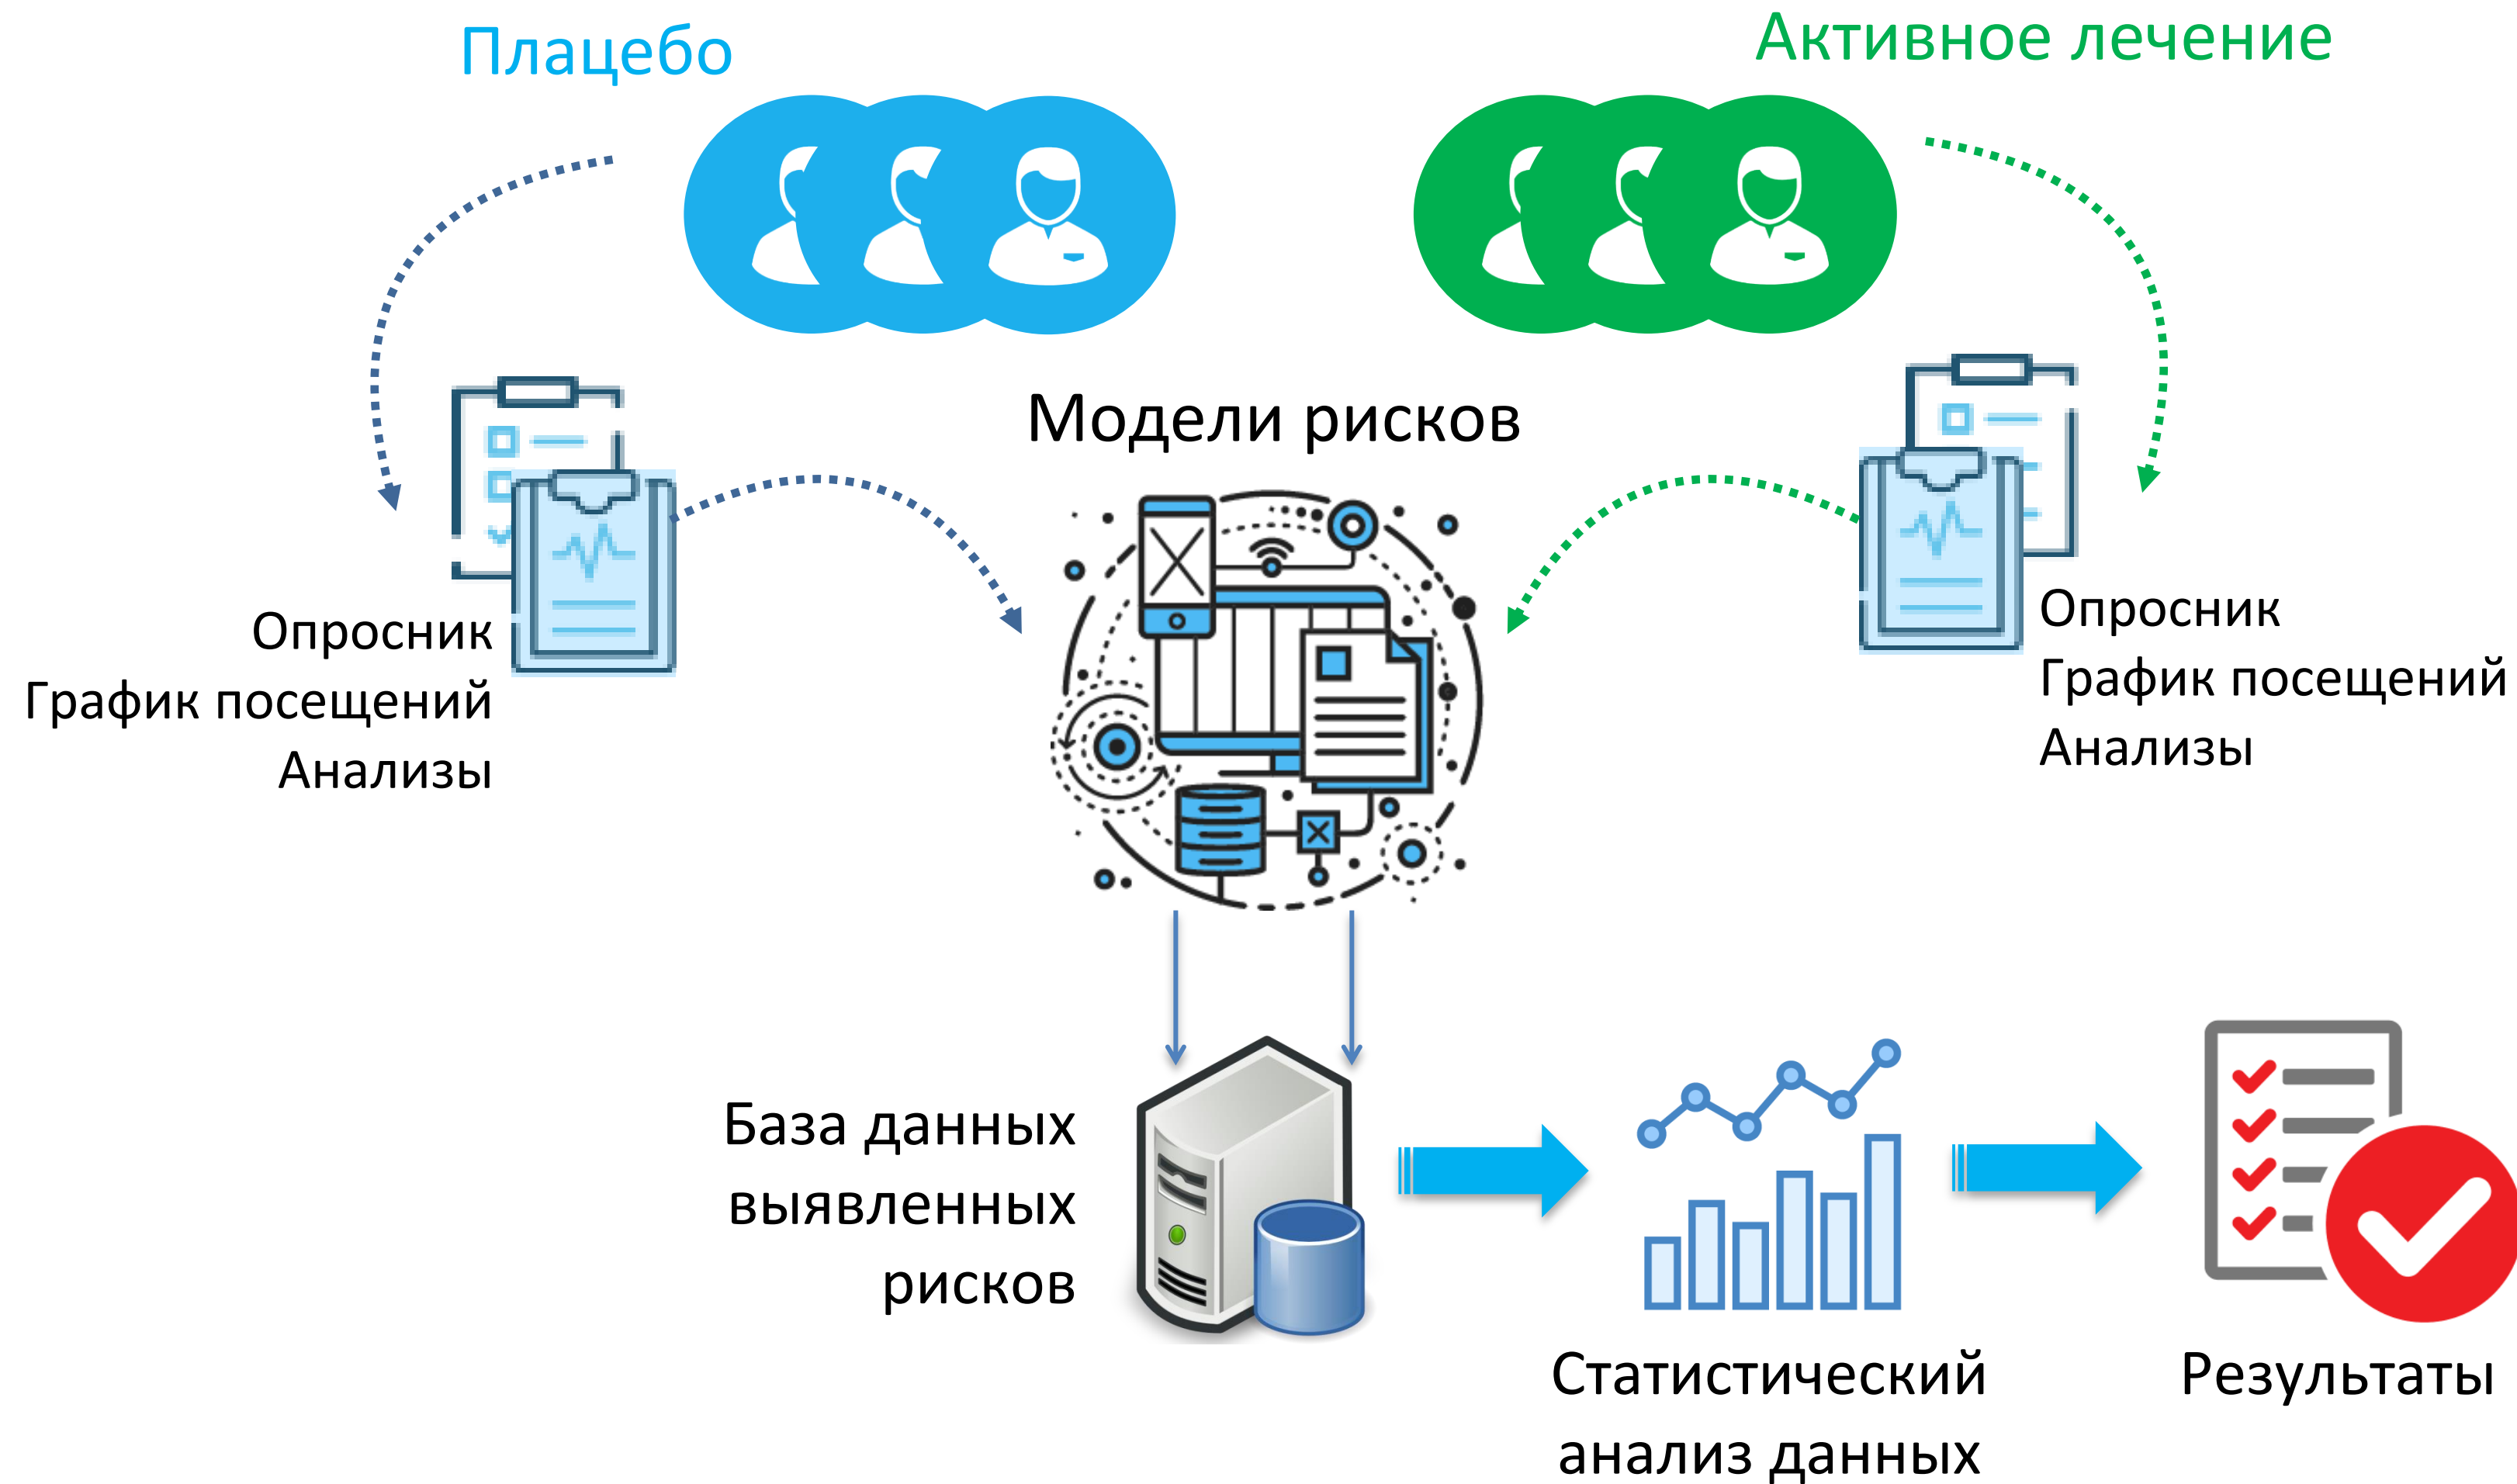 Плацебо
Активное лечение
Модели рисков
Опросник
График посещений
Анализы
Опросник
График посещений
Анализы
База данных
выявленных
рисков
Статистический
анализ данных
Результаты